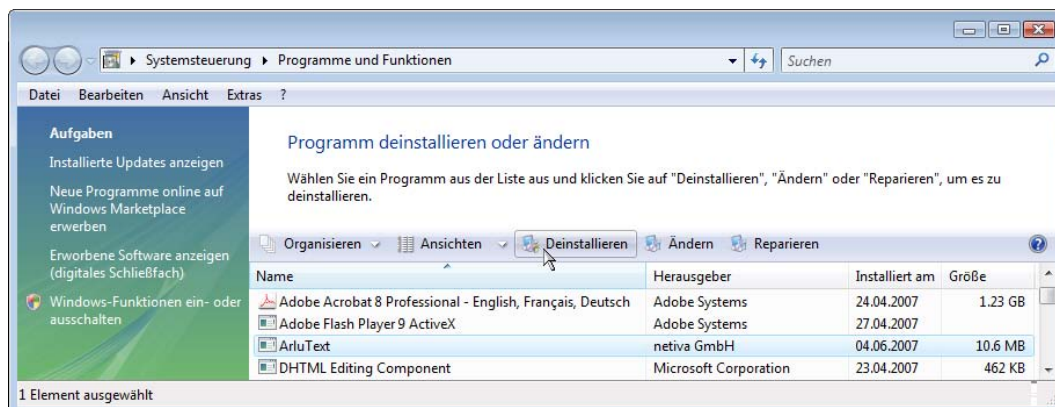 Systemsteuerung ▸ Programme und Funktionen
Suchen
Datei Bearbeiten Ansicht Extras ?
Aufgaben
Installierte Updates anzeigen
Neue Programme online auf
Windows Marketplace
erwerben
Erworbene Software anzeigen
(digitales Schließfach)
Windows-Funktionen ein- oder
ausschalten
Programm deinstallieren oder ändern
Wählen Sie ein Programm aus der Liste aus und klicken Sie auf "Deinstallieren", "Ändern" oder "Reparieren", um es zu
deinstallieren.
Organisieren Ansichten Deinstallieren Ändern Reparieren
Name Herausgeber Installiert am Größe
Adobe Acrobat 8 Professional - English, Français, Deutsch Adobe Systems 24.04.2007 1.23 GB
Adobe Flash Player 9 ActiveX Adobe Systems 27.04.2007
ArluText netiva GmbH 04.06.2007 10.6 MB
DHTML Editing Component Microsoft Corporation 23.04.2007 462 KB
1 Element ausgewählt